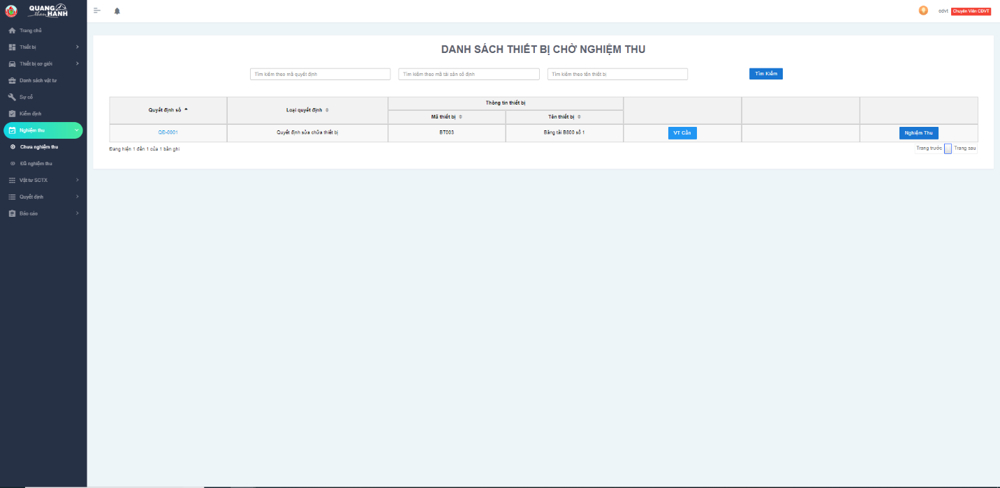 QUANG
than HANH
cdvt Chuyên Viên CĐVT
Trang chủ
Thiết bị
Thiết bị cơ giới
Danh sách vật tư
Sự cố
Kiểm định
Nghiệm thu
Chưa nghiệm thu
Đã nghiệm thu
Vật tư SCTX
Quyết định
Báo cáo
DANH SÁCH THIẾT BỊ CHỜ NGHIỆM THU
Tìm kiếm theo mã quyết định
Tìm kiếm theo mã tài sản cố định
Tìm kiếm theo tên thiết bị
Tìm Kiếm
Quyết định số
Loại quyết định
Thông tin thiết bị
Mã thiết bị
Tên thiết bị
QĐ-0001
Quyết định sửa chữa thiết bị
BT003
Băng tải B800 số 1
VT Cần
Nghiệm Thu
Đang hiện 1 đến 1 của 1 bản ghi
Trang trước
Trang sau